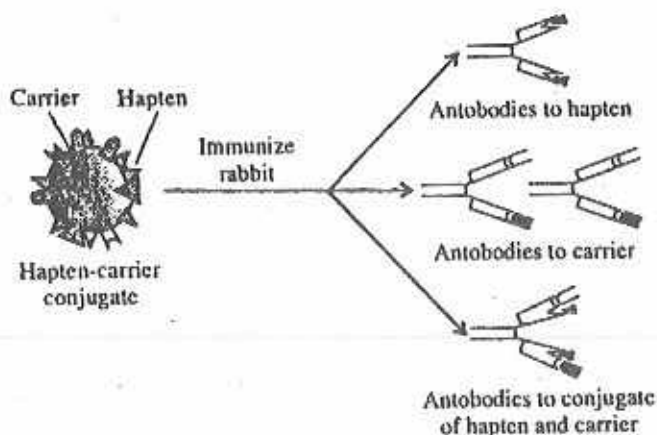 Carrier Hapten
Hapten-carrier
conjugate
Immunize
rabbit
Antobodies to hapten
Antobodies to carrier
Antobodies to conjugate
of hapten and carrier